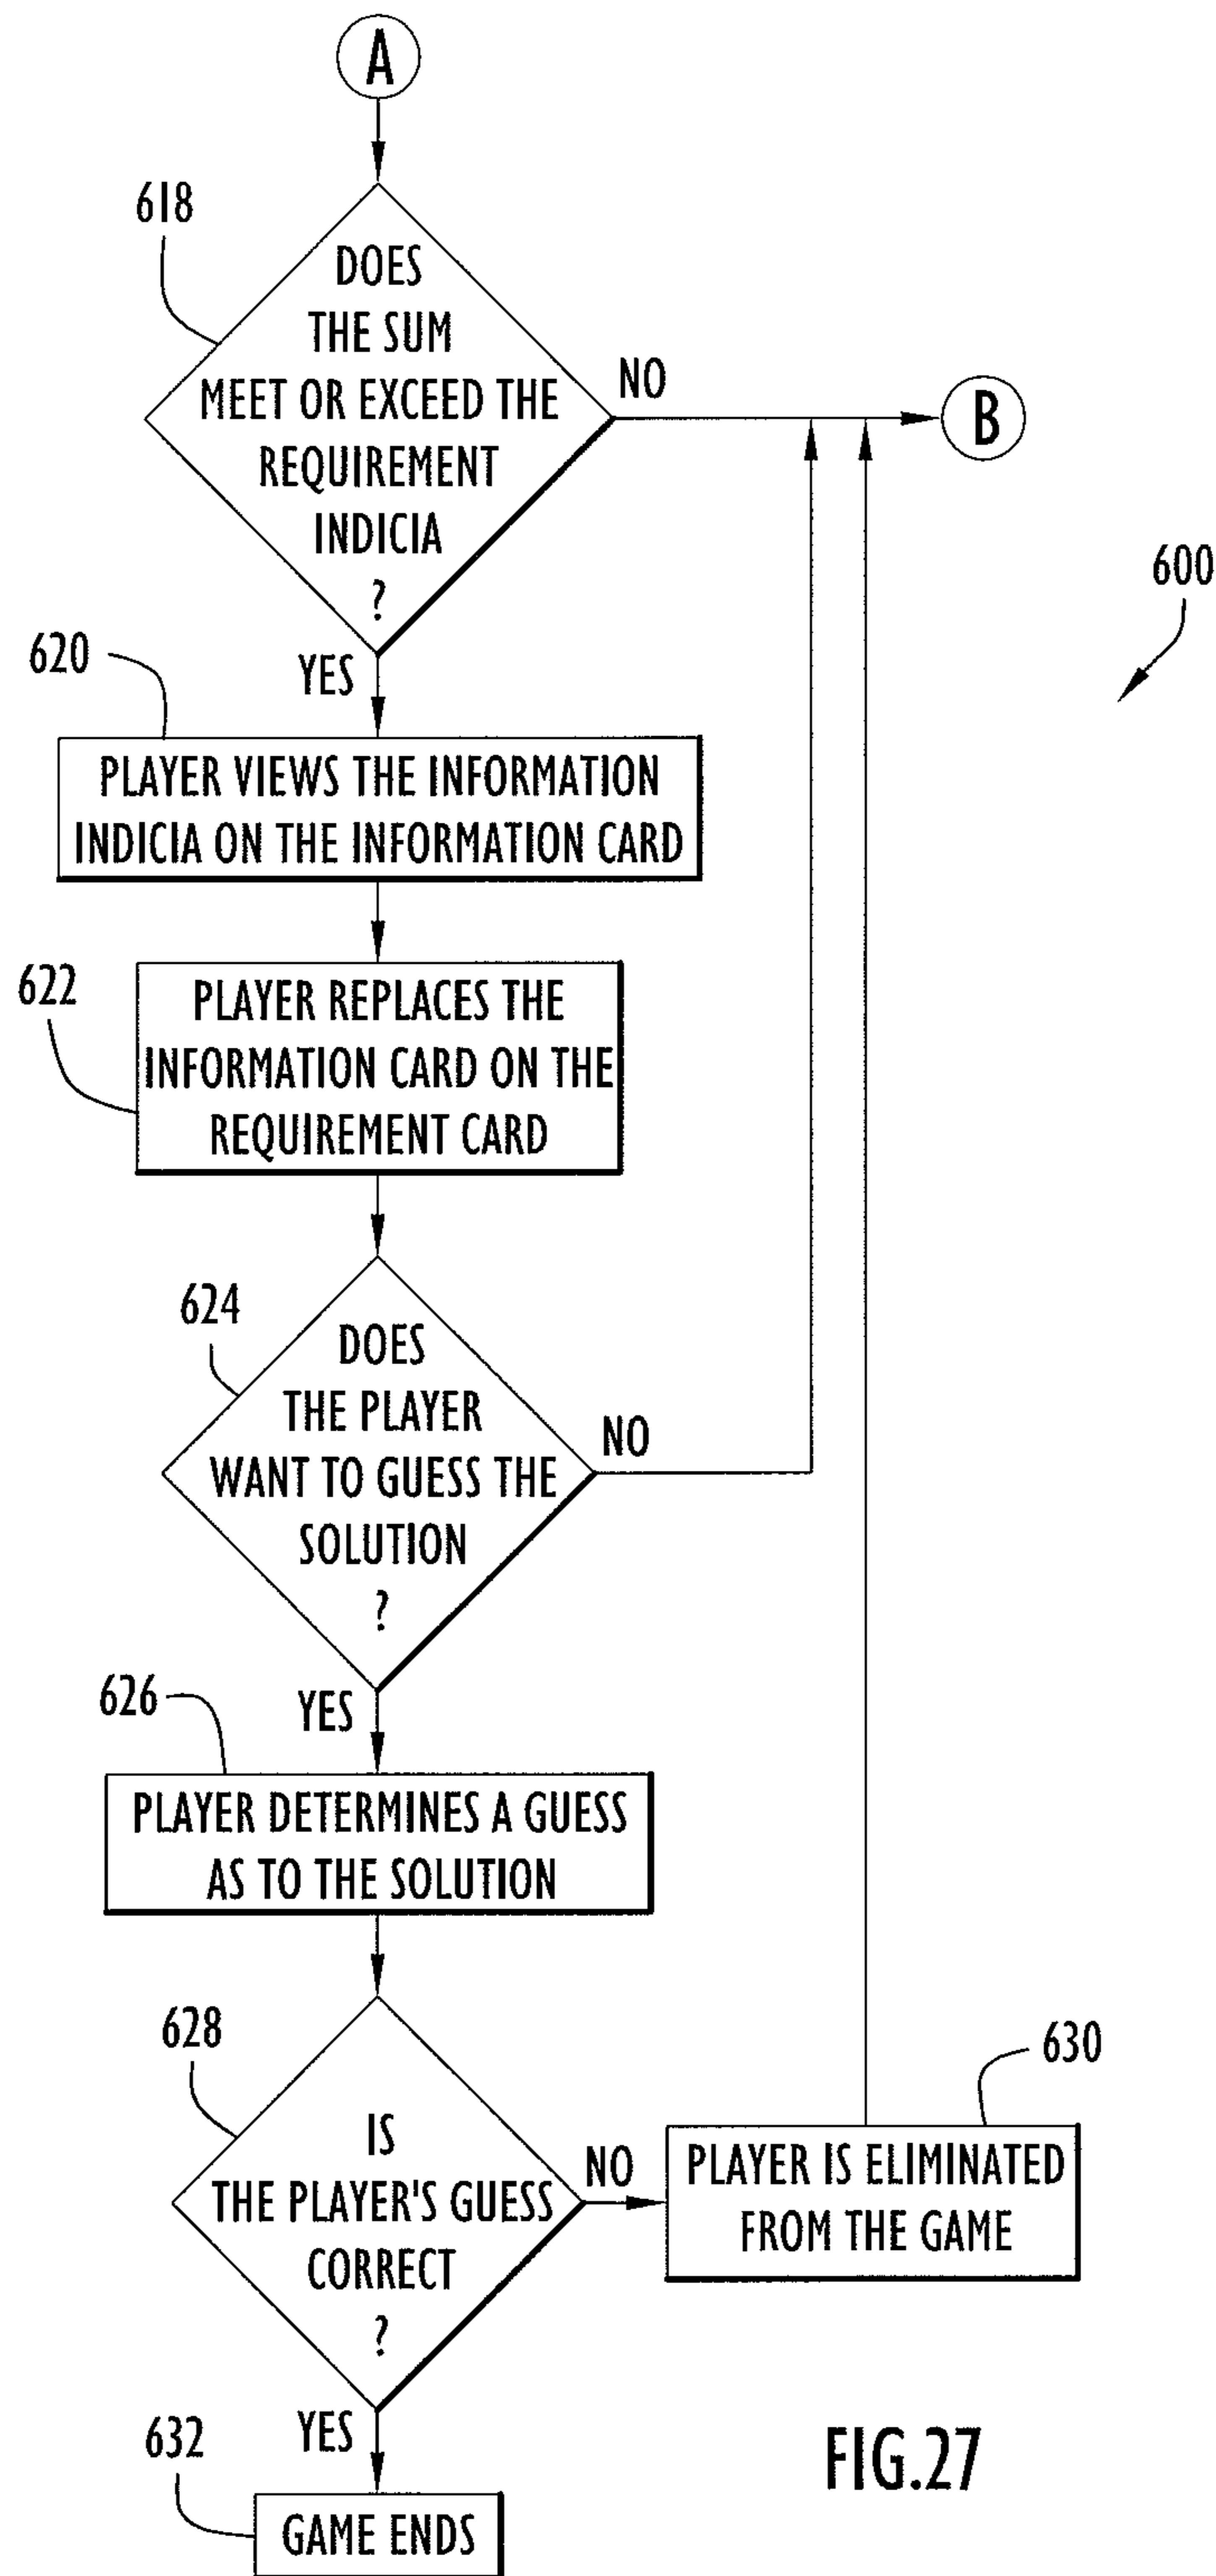 A
618
DOES
THE SUM
MEET OR EXCEED THE
REQUIREMENT
INDICIA
?
NO
B
600
YES
620
PLAYER VIEWS THE INFORMATION
INDICIA ON THE INFORMATION CARD
622
PLAYER REPLACES THE
INFORMATION CARD ON THE
REQUIREMENT CARD
624
DOES
THE PLAYER
WANT TO GUESS THE
SOLUTION
?
NO
YES
626
PLAYER DETERMINES A GUESS
AS TO THE SOLUTION
628
IS
THE PLAYER'S GUESS
CORRECT
?
NO
630
PLAYER IS ELIMINATED
FROM THE GAME
YES
632
GAME ENDS
FIG.27